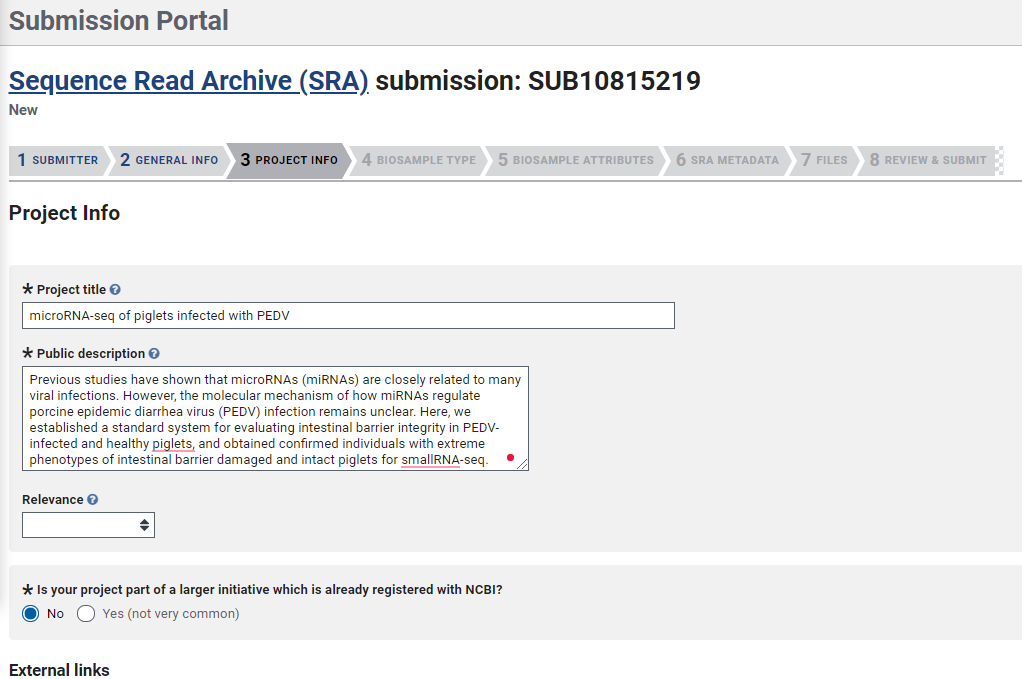 Submission Portal
Sequence Read Archive (SRA) submission: SUB10815219
New
1 SUBMITTER 2 GENERAL INFO 3 PROJECT INFO 4 BIOSAMPLE TYPE 5 BIOSAMPLE ATTRIBUTES 6 SRA METADATA 7 FILES 8 REVIEW & SUBMIT
Project Info
* Project title ?
microRNA-seq of piglets infected with PEDV
* Public description ?
Previous studies have shown that microRNAs (miRNAs) are closely related to many
viral infections. However, the molecular mechanism of how miRNAs regulate
porcine epidemic diarrhea virus (PEDV) infection remains unclear. Here, we
established a standard system for evaluating intestinal barrier integrity in PEDV-
infected and healthy piglets, and obtained confirmed individuals with extreme
phenotypes of intestinal barrier damaged and intact piglets for smallRNA-seq.
Relevance ?
* Is your project part of a larger initiative which is already registered with NCBI?
No Yes (not very common)
External links